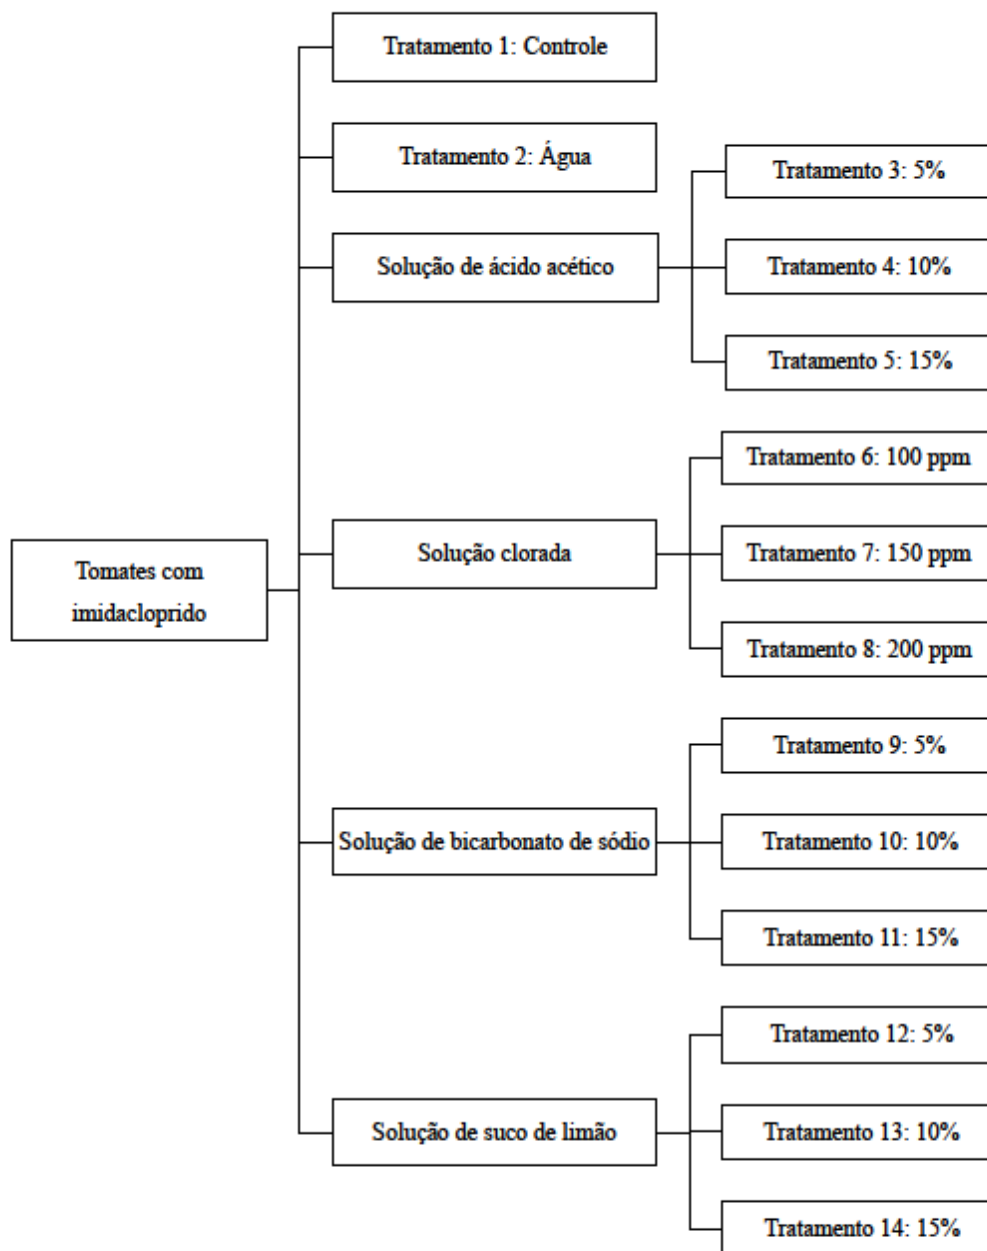 Tratamento 1: Controle
Tratamento 2: Água
Tratamento 3: 5%
Solução de ácido acético
Tratamento 4: 10%
Tratamento 5: 15%
Tratamento 6: 100 ppm
Solução clorada
Tratamento 7: 150 ppm
Tomates com
imidacloprido
Tratamento 8: 200 ppm
Tratamento 9: 5%
Solução de bicarbonato de sódio
Tratamento 10: 10%
Tratamento 11: 15%
Tratamento 12: 5%
Solução de suco de limão
Tratamento 13: 10%
Tratamento 14: 15%